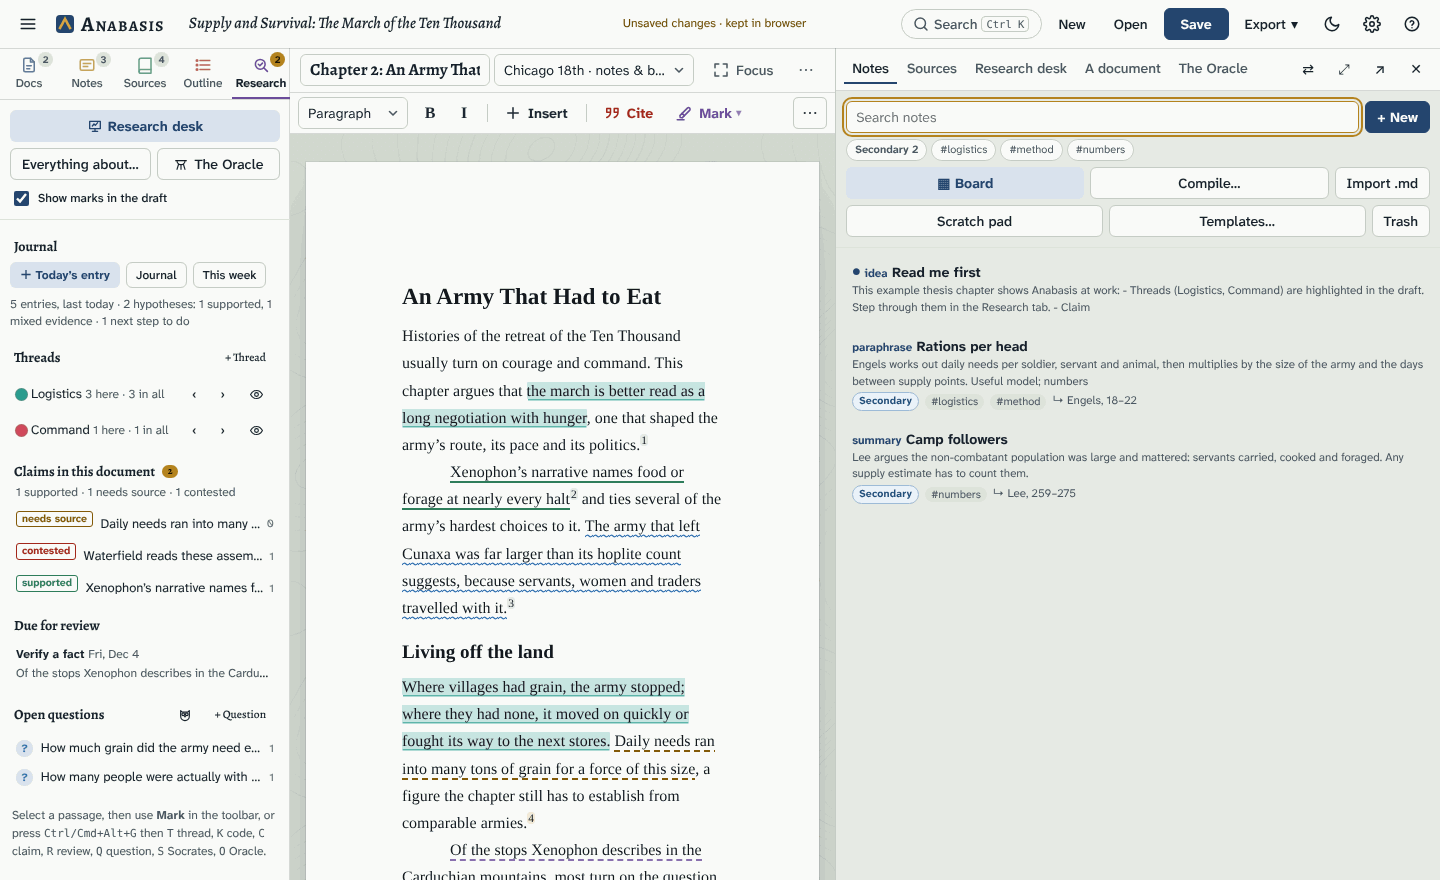 ANABASIS
Supply and Survival: The March of the Ten Thousand
Unsaved changes · kept in browser
Search Ctrl K
New
Open
Save
Export ▾
2
Docs
3
Notes
4
Sources
Outline
2
Research
Chapter 2: An Army That
Chicago 18th · notes & b...
Focus
···
Notes
Sources
Research desk
A document
The Oracle
Paragraph
B
I
+ Insert
Cite
Mark ▾
···
Research desk
Everything about...
The Oracle
Show marks in the draft
Journal
+ Today's entry
Journal
This week
5 entries, last today · 2 hypotheses: 1 supported, 1
mixed evidence · 1 next step to do
Threads
+ Thread
Logistics 3 here · 3 in all
‹ ›
Command 1 here · 1 in all
‹ ›
Claims in this document 2
1 supported · 1 needs source · 1 contested
needs source Daily needs ran into many ... 0
contested Waterfield reads these assem... 1
supported Xenophon's narrative names f... 1
Due for review
Verify a fact Fri, Dec 4
Of the stops Xenophon describes in the Cardu...
Open questions
+ Question
? How much grain did the army need e... 1
? How many people were actually with ... 1
Select a passage, then use Mark in the toolbar, or
press Ctrl/Cmd+Alt+G then T thread, K code, C
claim, R review, Q question, S Socrates, O Oracle.
An Army That Had to Eat
Histories of the retreat of the Ten Thousand
usually turn on courage and command. This
chapter argues that the march is better read as a
long negotiation with hunger, one that shaped the
army’s route, its pace and its politics.1
Xenophon’s narrative names food or
forage at nearly every halt2 and ties several of the
army’s hardest choices to it. The army that left
Cunaxa was far larger than its hoplite count
suggests, because servants, women and traders
travelled with it.3
Living off the land
Where villages had grain, the army stopped;
where they had none, it moved on quickly or
fought its way to the next stores. Daily needs ran
into many tons of grain for a force of this size, a
figure the chapter still has to establish from
comparable armies.4
Of the stops Xenophon describes in the
Carduchian mountains, most turn on the question
Search notes
+ New
Secondary 2
#logistics
#method
#numbers
Board
Compile...
Import .md
Scratch pad
Templates...
Trash
idea Read me first
This example thesis chapter shows Anabasis at work: - Threads (Logistics, Command) are highlighted in the draft.
Step through them in the Research tab. - Claim
paraphrase Rations per head
Engels works out daily needs per soldier, servant and animal, then multiplies by the size of the army and the days
between supply points. Useful model; numbers
Secondary #logistics #method ↪ Engels, 18–22
summary Camp followers
Lee argues the non-combatant population was large and mattered: servants carried, cooked and foraged. Any
supply estimate has to count them.
Secondary #numbers ↪ Lee, 259–275